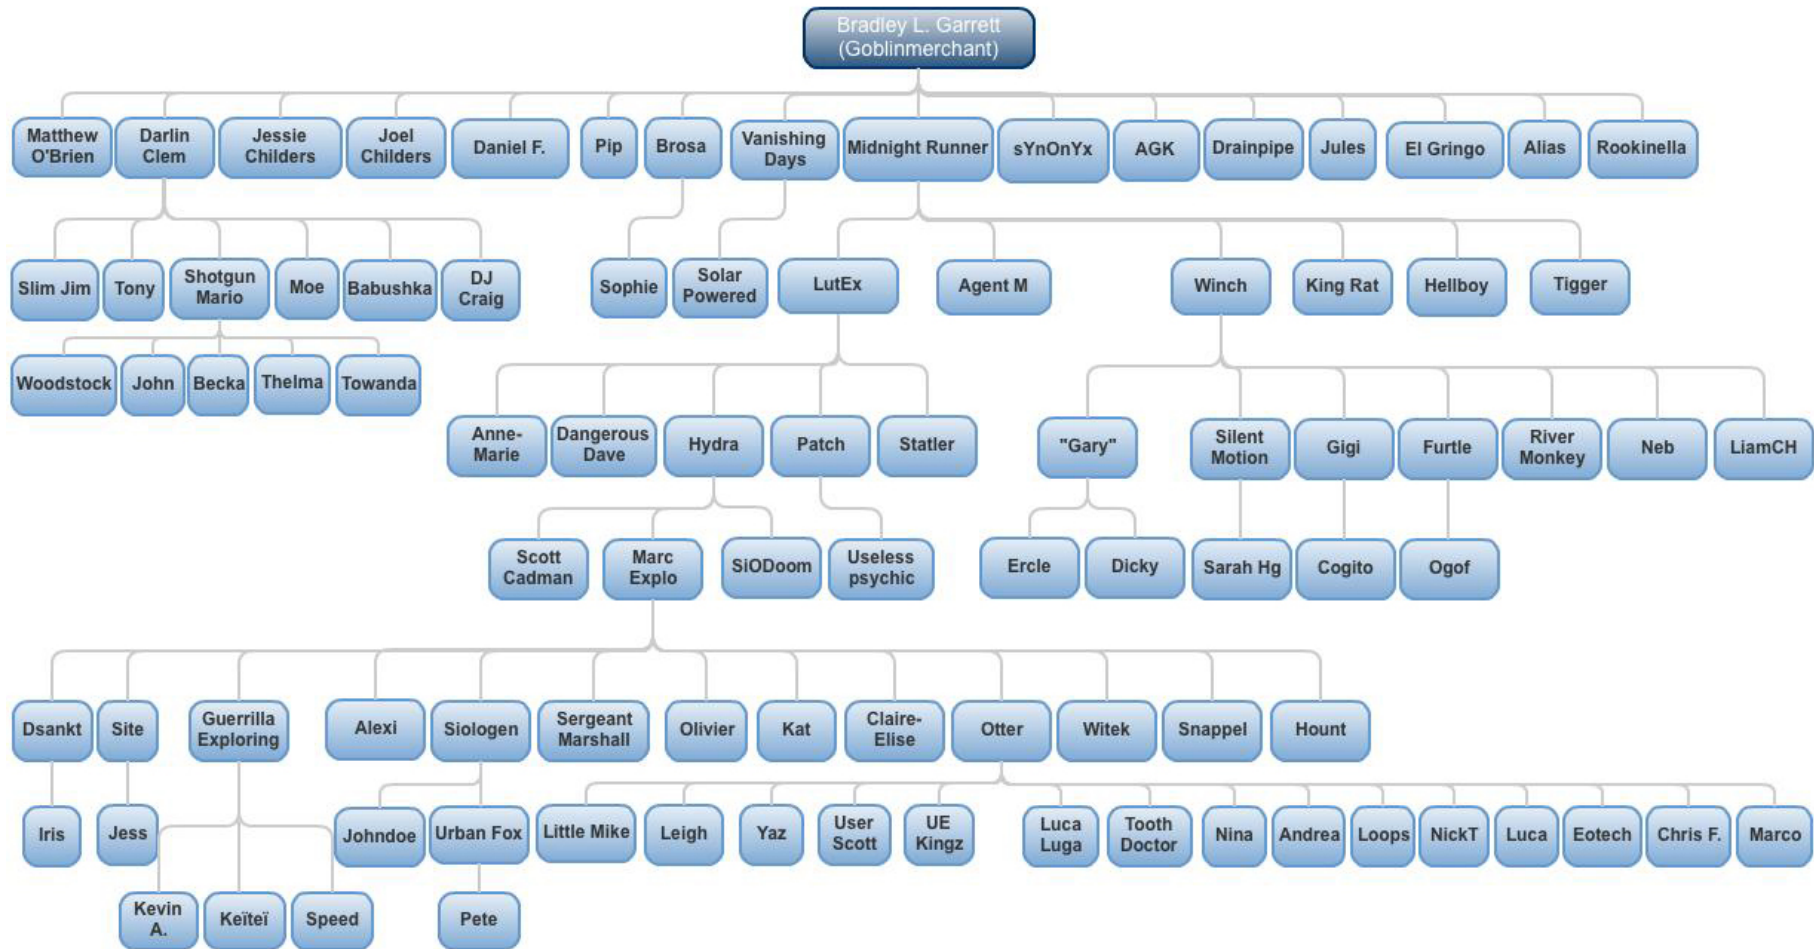 Bradley L. Garrett
(Goblinmerchant)
Matthew
O'Brien
Darlin
Clem
Jessie
Childers
Joel
Childers
Daniel F.
Pip
Brosa
Vanishing
Days
Midnight Runner
sYnOnYx
AGK
Drainpipe
Jules
El Gringo
Alias
Rookinella
Slim Jim
Tony
Shotgun
Mario
Moe
Babushka
DJ
Craig
Sophie
Solar
Powered
LutEx
Agent M
Winch
King Rat
Hellboy
Tigger
Woodstock
John
Becka
Thelma
Towanda
Anne-
Marie
Dangerous
Dave
Hydra
Patch
Statler
"Gary"
Silent
Motion
Gigi
Furtle
River
Monkey
Neb
LiamCH
Scott
Cadman
Marc
Explo
SiODoom
Useless
psychic
Ercle
Dicky
Sarah Hg
Cogito
Ogof
Dsankt
Site
Guerrilla
Exploring
Alexi
Siologen
Sergeant
Marshall
Olivier
Kat
Claire-
Elise
Otter
Witek
Snappel
Hount
Iris
Jess
Johndoe
Urban Fox
Little Mike
Leigh
Yaz
User
Scott
UE
Kingz
Luca
Luga
Tooth
Doctor
Nina
Andrea
Loops
NickT
Luca
Eotech
Chris F.
Marco
Kevin
A.
Keïteï
Speed
Pete